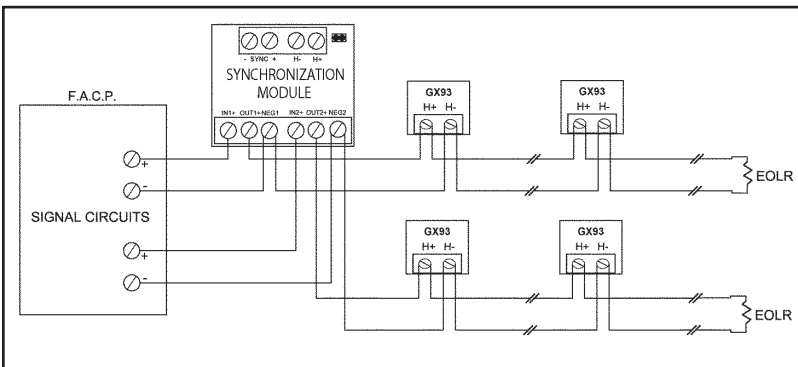 - SYNC + H- H+
SYNCHRONIZATION
MODULE
IN1+ OUT1+ NEG1 IN2+ OUT2+ NEG2
F.A.C.P.
+
-
SIGNAL CIRCUITS
+
-
GX93
H+ H-
GX93
H+ H-
EOLR
GX93
H+ H-
GX93
H+ H-
EOLR